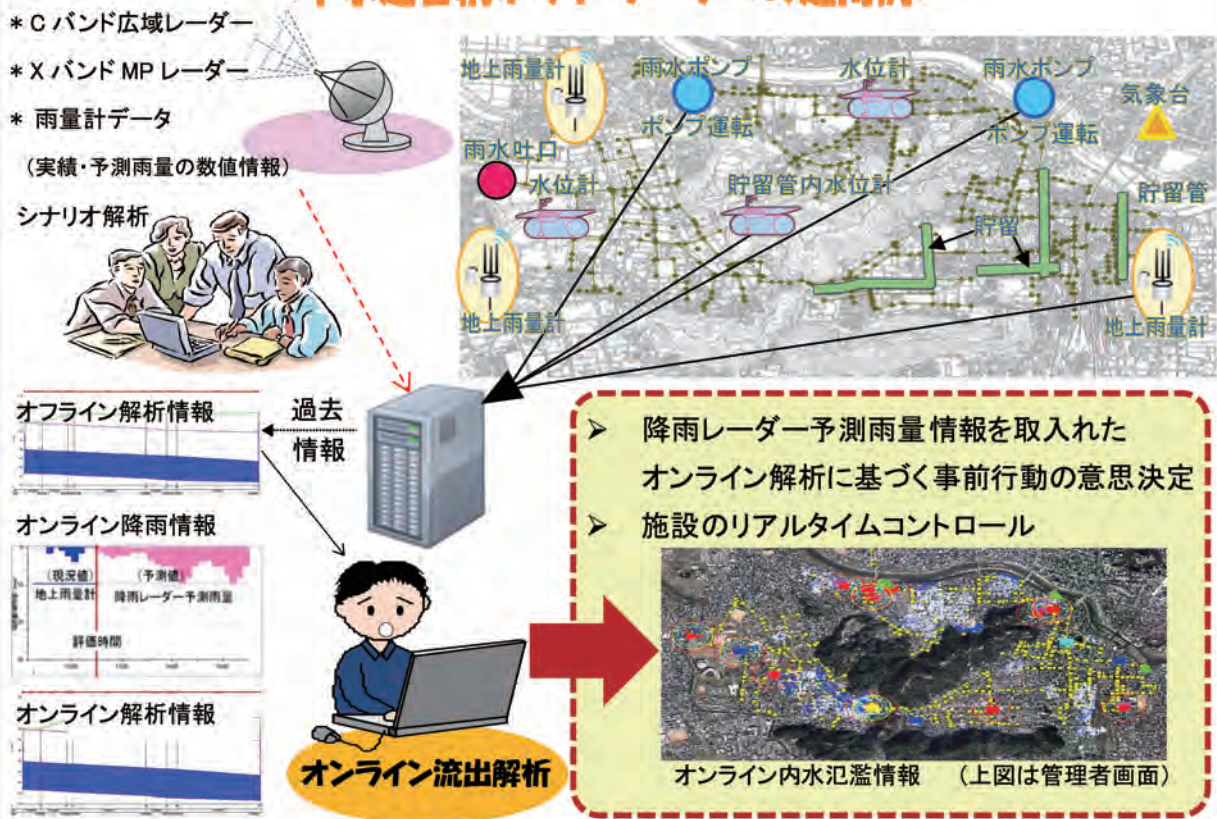 ＊Cバンド広域レーダー
＊XバンドMPレーダー
＊ 雨量計データ
（実績・予測雨量の数値情報）
シナリオ解析
地上雨量計
雨水ポンプ
水位計
雨水ポンプ
気象台
ポンプ運転
ポンプ運転
雨水吐口
水位計
貯留管内水位計
貯留管
貯留
地上雨量計
地上雨量計
オフライン解析情報
過去
情報
オンライン降雨情報
（現況値）
地上雨量計
（予測値）
降雨レーダー予測雨量
評価時間
オンライン解析情報
オンライン流出解析
➢ 降雨レーダー予測雨量情報を取入れた
オンライン解析に基づく事前行動の意思決定
➢ 施設のリアルタイムコントロール
オンライン内水氾濫情報 （上図は管理者画面）